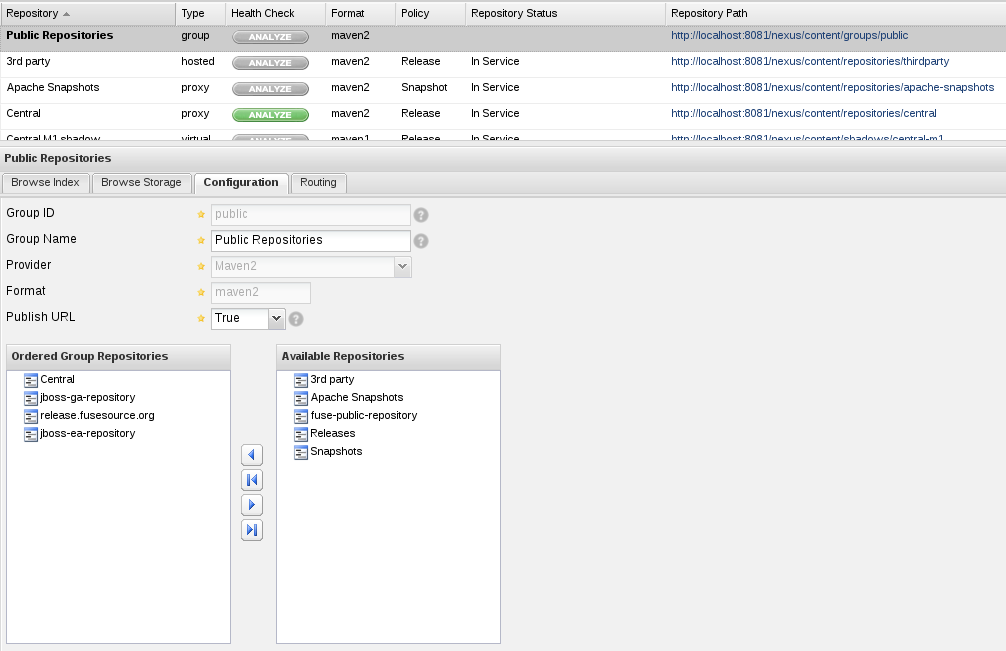 Repository Type Health Check Format Policy Repository Status Repository Path
Public Repositories group ANALYZE maven2 http://localhost:8081/nexus/content/groups/public
3rd party hosted ANALYZE maven2 Release In Service http://localhost:8081/nexus/content/repositories/thirdparty
Apache Snapshots proxy ANALYZE maven2 Snapshot In Service http://localhost:8081/nexus/content/repositories/apache-snapshots
Central proxy ANALYZE maven2 Release In Service http://localhost:8081/nexus/content/repositories/central
Central M1 shadow virtual ANALYZE maven1 Release In Service http://localhost:8081/nexus/content/shadows/central-m1
Public Repositories
Browse Index Browse Storage Configuration Routing
Group ID public ?
Group Name Public Repositories ?
Provider Maven2
Format maven2
Publish URL True ?
Ordered Group Repositories
Central
jboss-ga-repository
release.fusesource.org
jboss-ea-repository
Available Repositories
3rd party
Apache Snapshots
fuse-public-repository
Releases
Snapshots